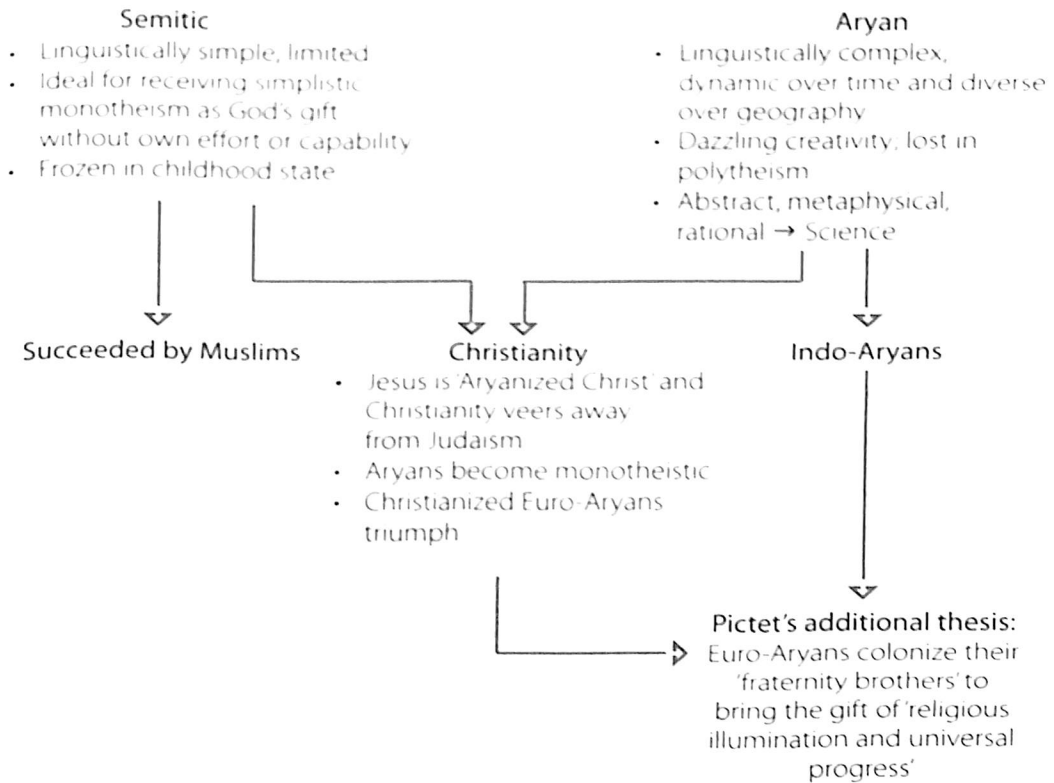 Semitic
• Linguistically simple, limited
• Ideal for receiving simplistic
monotheism as God's gift
without own effort or capability
• Frozen in childhood state
Aryan
• Linguistically complex,
dynamic over time and diverse
over geography
• Dazzling creativity; lost in
polytheism
• Abstract, metaphysical,
rational → Science
Succeeded by Muslims
Christianity
• Jesus is 'Aryanized Christ' and
Christianity veers away
from Judaism
• Aryans become monotheistic
• Christianized Euro-Aryans
triumph
Indo-Aryans
Pictet's additional thesis:
Euro-Aryans colonize their
'fraternity brothers' to
bring the gift of 'religious
illumination and universal
progress'